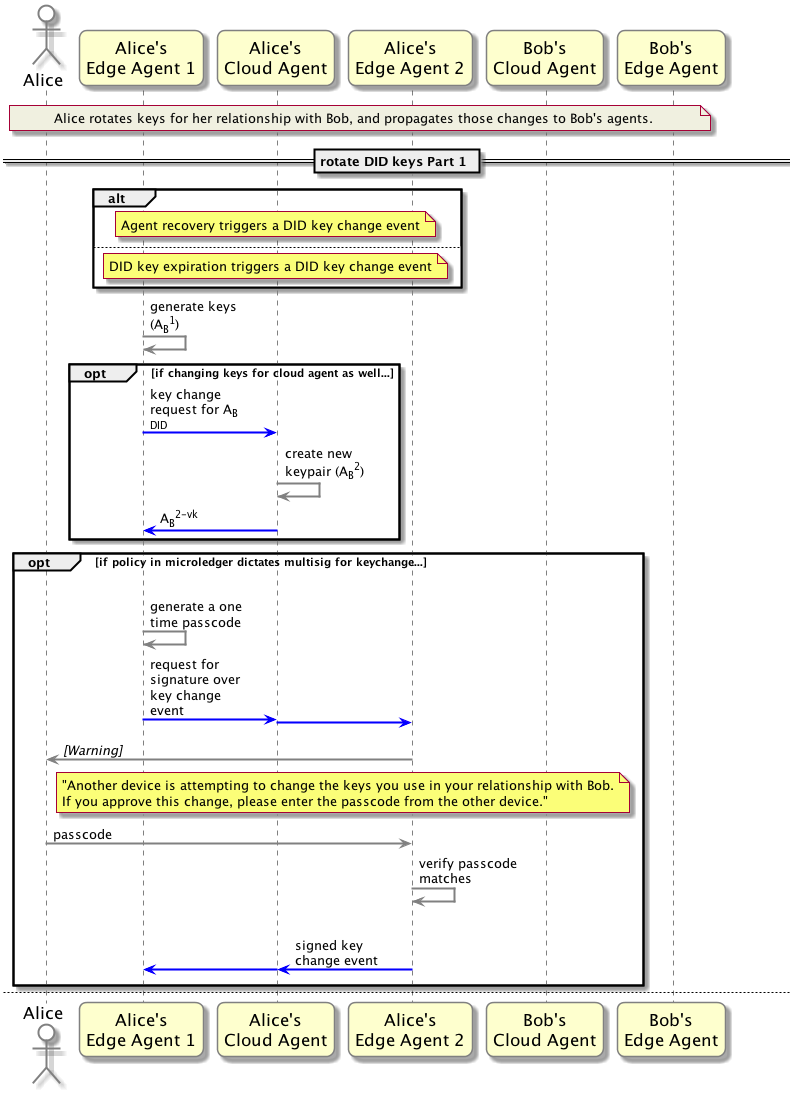 Alice
Alice's
Edge Agent 1
Alice's
Cloud Agent
Alice's
Edge Agent 2
Bob's
Cloud Agent
Bob's
Edge Agent
Alice rotates keys for her relationship with Bob, and propagates those changes to Bob's agents.
rotate DID keys Part 1
alt
Agent recovery triggers a DID key change event
DID key expiration triggers a DID key change event
generate keys
(A_B^1)
opt [if changing keys for cloud agent as well...]
key change
request for A_B
DID
create new
keypair (A_B^2)
A_B^2-vk
opt [if policy in microledger dictates multisig for keychange...]
generate a one
time passcode
request for
signature over
key change
event
[Warning]
"Another device is attempting to change the keys you use in your relationship with Bob.
If you approve this change, please enter the passcode from the other device."
passcode
verify passcode
matches
signed key
change event
Alice
Alice's
Edge Agent 1
Alice's
Cloud Agent
Alice's
Edge Agent 2
Bob's
Cloud Agent
Bob's
Edge Agent